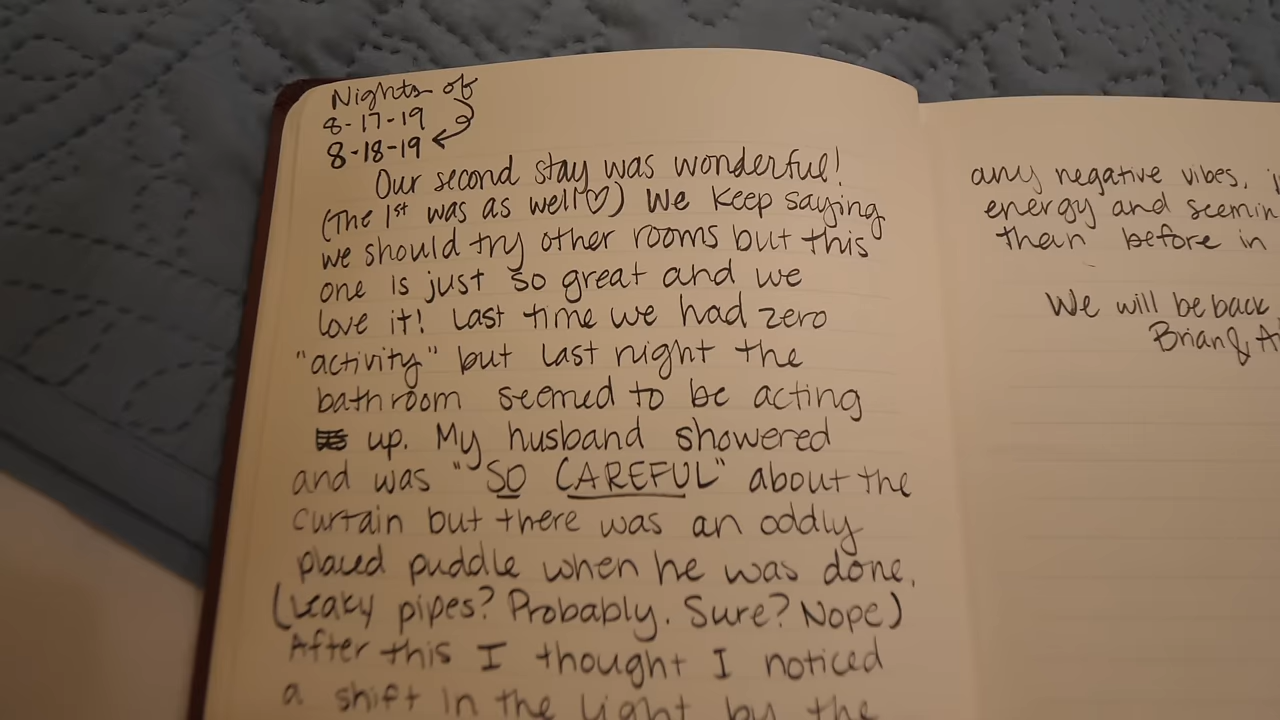 Nights of
8-17-19
8-18-19
Our second stay was wonderful!
(The 1st was as well♡) We keep saying
we should try other rooms but this
one is just so great and we
love it! Last time we had zero
"activity" but last night the
bathroom seemed to be acting
up. My husband showered
and was "SO CAREFUL" about the
curtain but there was an oddly
placed puddle when he was done.
(Leaky pipes? Probably. Sure? Nope)
After this I thought I noticed
a shift in the light by the
any negative vibes,
energy and seemin
than before in
We will be back
Brian &